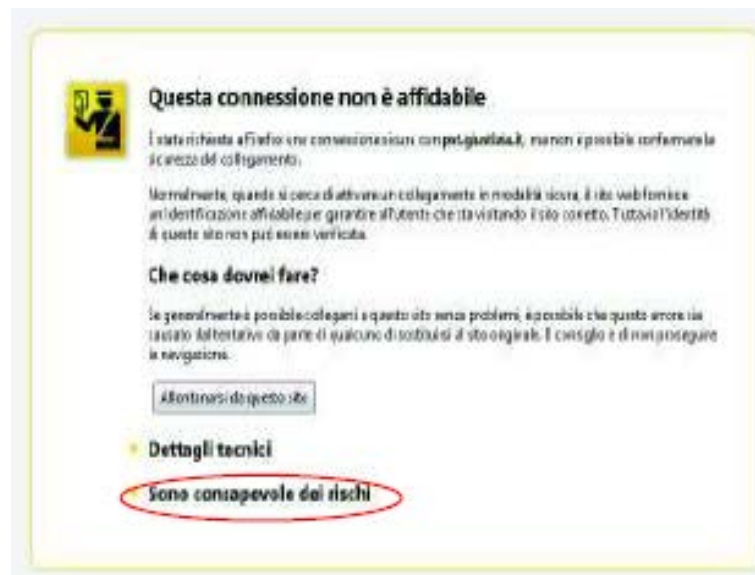 Questa connessione non è affidabile
È stata richiesta a Firefox una connessione sicura con pst.giustizia.it, ma non è possibile confermare la
sicurezza del collegamento.
Normalmente, quando si cerca di attivare un collegamento in modalità sicura, il sito web fornisce
un'identificazione affidabile per garantire all'utente che sta visitando il sito corretto. Tuttavia l'identità
di questo sito non può essere verificata.
Che cosa dovrei fare?
Se generalmente è possibile collegarsi a questo sito senza problemi, è possibile che questo errore sia
causato dal tentativo da parte di qualcuno di sostituirsi al sito originale. Il consiglio è di non proseguire
la navigazione.
Allontanarsi da questo sito
Dettagli tecnici
Sono consapevole dei rischi